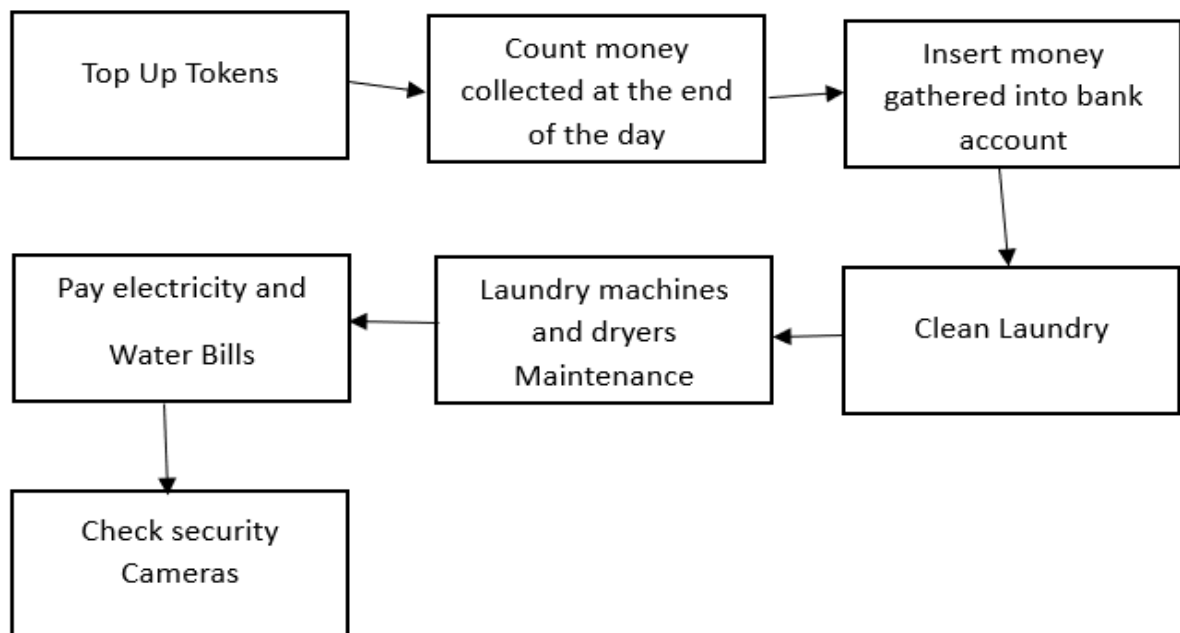 Top Up Tokens
Count money
collected at the end
of the day
Insert money
gathered into bank
account
Clean Laundry
Laundry machines
and dryers
Maintenance
Pay electricity and
Water Bills
Check security
Cameras